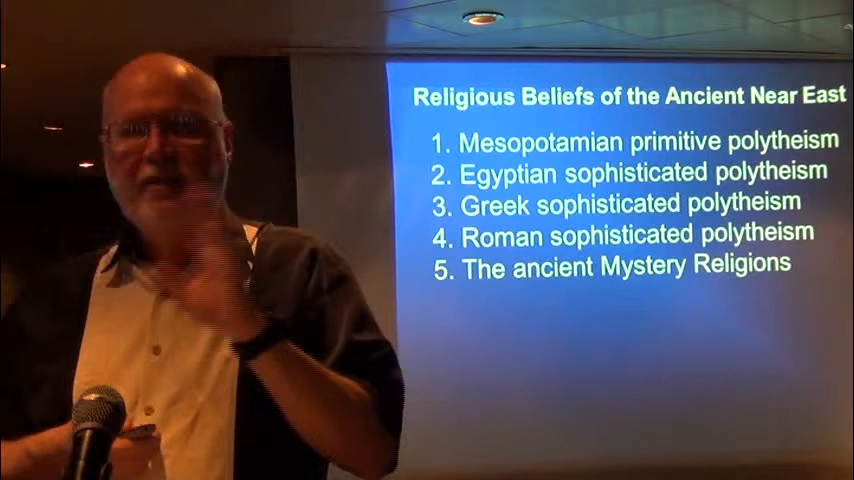 Religious Beliefs of the Ancient Near East
1. Mesopotamian primitive polytheism
2. Egyptian sophisticated polytheism
3. Greek sophisticated polytheism
4. Roman sophisticated polytheism
5. The ancient Mystery Religions